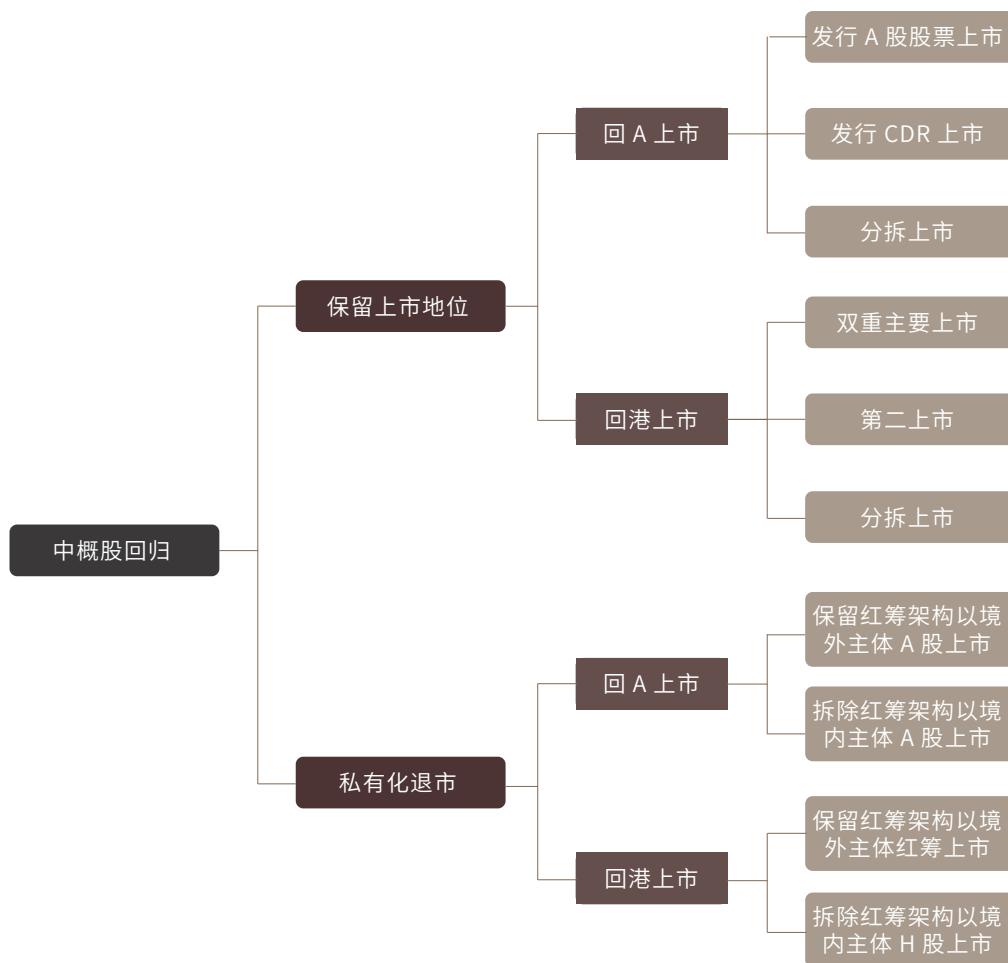 发行 A 股股票上市
回 A 上市
发行 CDR 上市
分拆上市
保留上市地位
双重主要上市
回港上市
第二上市
分拆上市
中概股回归
保留红筹架构以境
外主体 A 股上市
回 A 上市
拆除红筹架构以境
内主体 A 股上市
私有化退市
保留红筹架构以境
外主体红筹上市
回港上市
拆除红筹架构以境
内主体 H 股上市